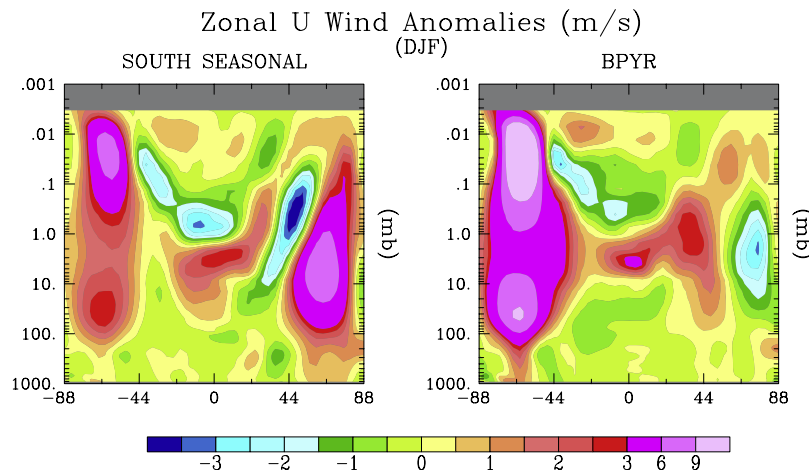 Zonal U Wind Anomalies (m/s)
(DJF)
SOUTH SEASONAL
BPYR
.001
.01
.1
1.0
10.
100.
1000.
-88 -44 0 44 88
(mb)
.001
.01
.1
1.0
10.
100.
1000.
-88 -44 0 44 88
(mb)
-3 -2 -1 0 1 2 3 6 9